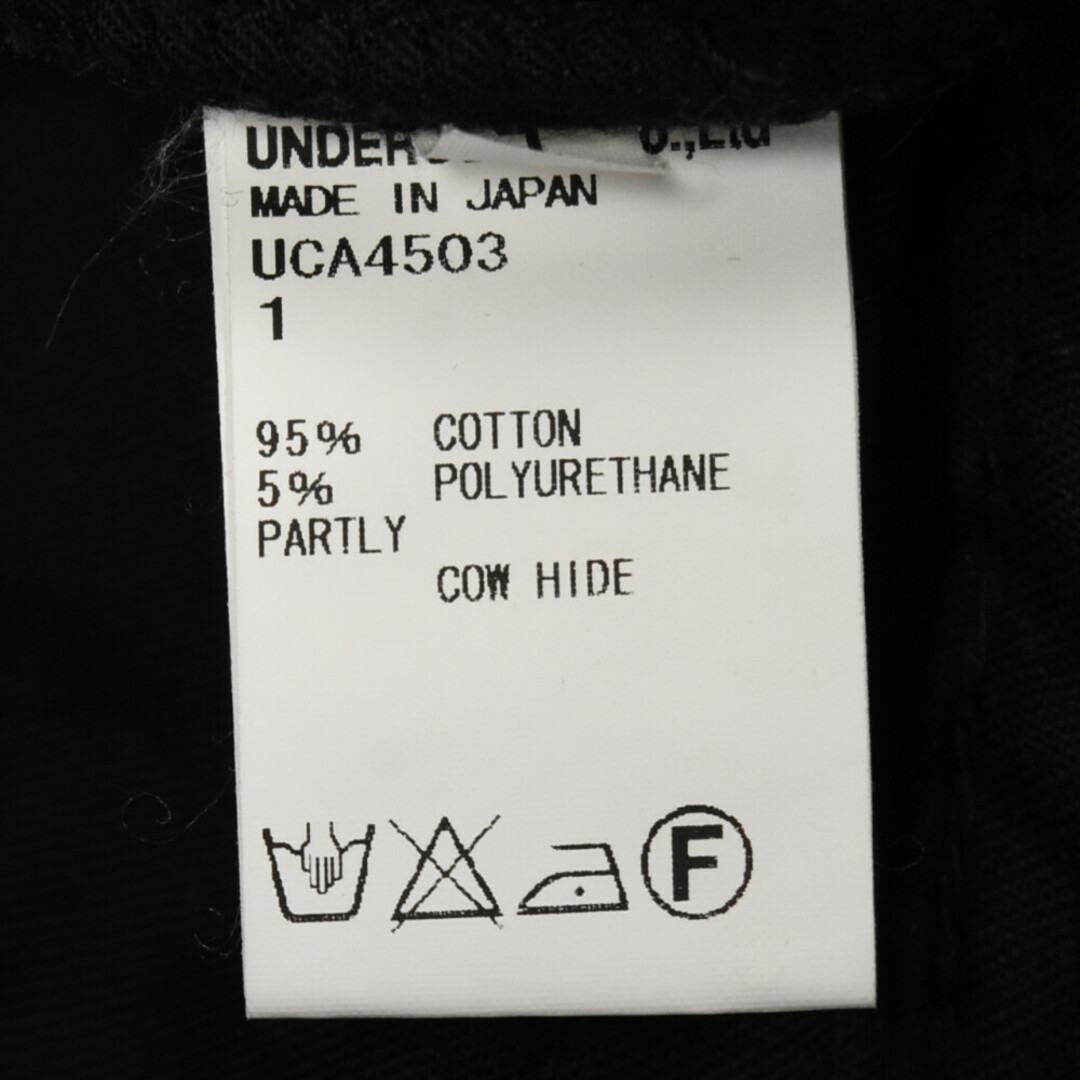 MADE IN JAPAN
UCA4503
1
95% COTTON
5% POLYURETHANE
PARTLY
COW HIDE
F